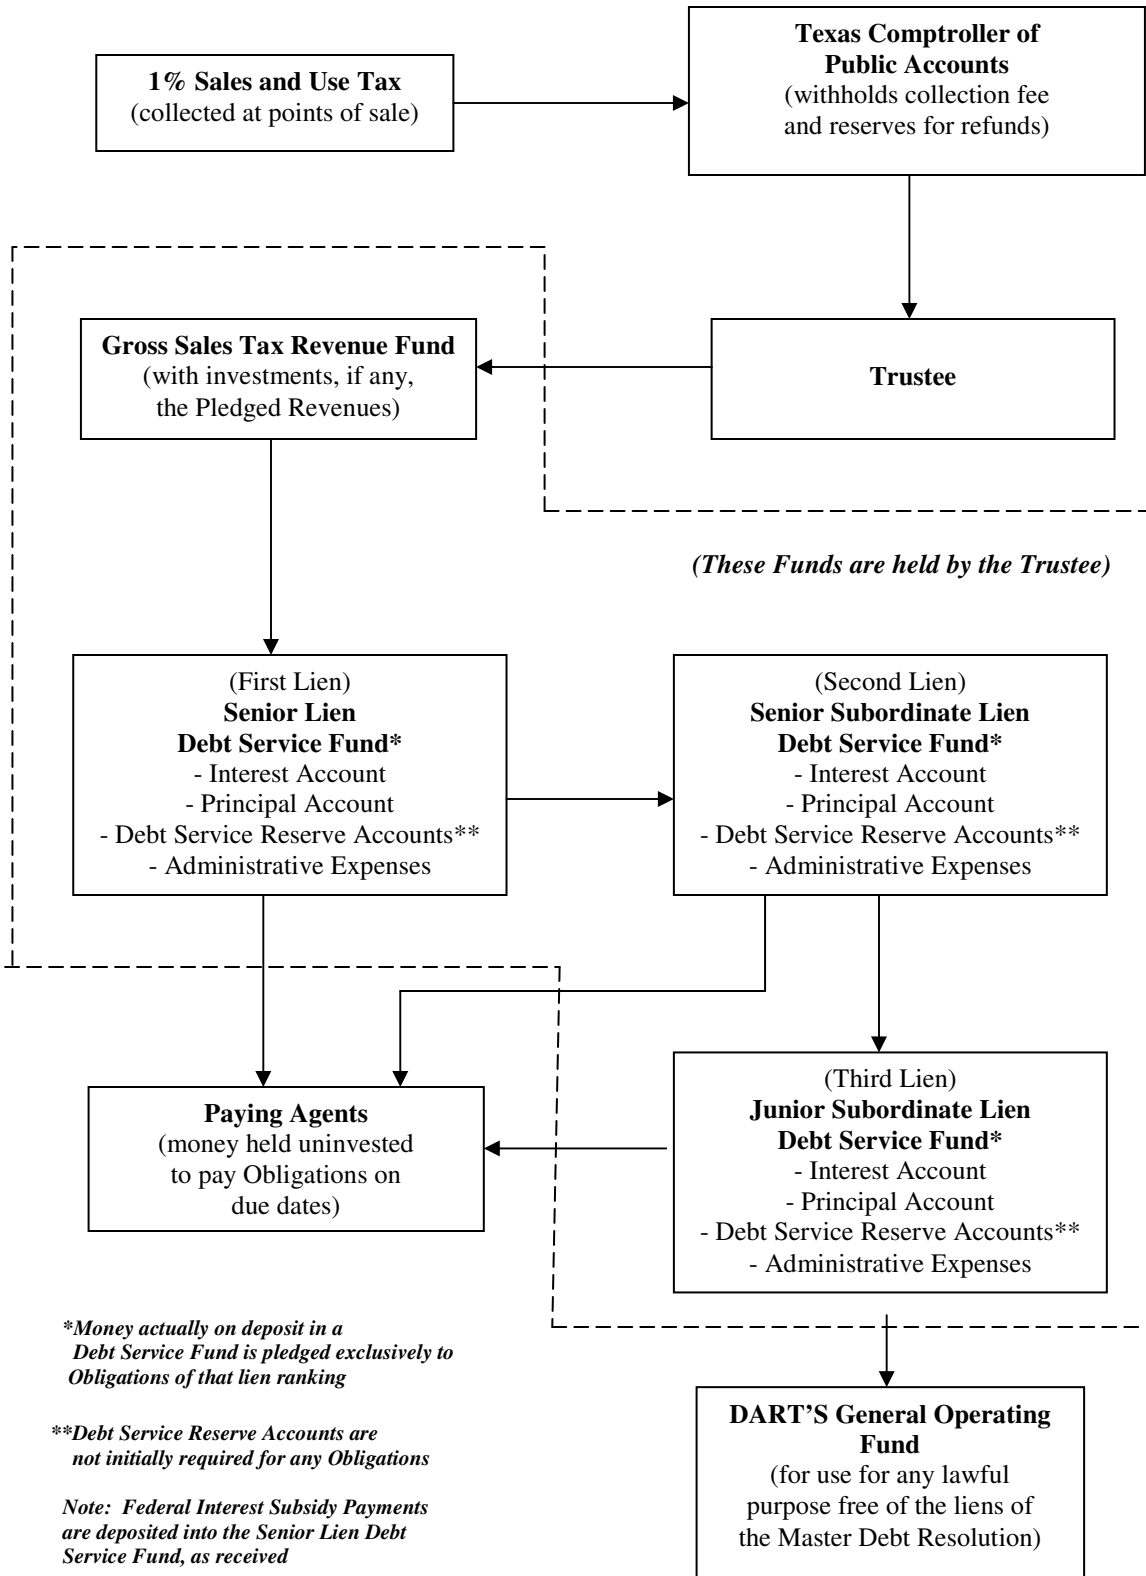 1% Sales and Use Tax
(collected at points of sale)
Texas Comptroller of
Public Accounts
(withholds collection fee
and reserves for refunds)
Gross Sales Tax Revenue Fund
(with investments, if any,
the Pledged Revenues)
Trustee
(These Funds are held by the Trustee)
(First Lien)
Senior Lien
Debt Service Fund*
- Interest Account
- Principal Account
- Debt Service Reserve Accounts**
- Administrative Expenses
(Second Lien)
Senior Subordinate Lien
Debt Service Fund*
- Interest Account
- Principal Account
- Debt Service Reserve Accounts**
- Administrative Expenses
Paying Agents
(money held uninvested
to pay Obligations on
due dates)
(Third Lien)
Junior Subordinate Lien
Debt Service Fund*
- Interest Account
- Principal Account
- Debt Service Reserve Accounts**
- Administrative Expenses
*Money actually on deposit in a
Debt Service Fund is pledged exclusively to
Obligations of that lien ranking
**Debt Service Reserve Accounts are
not initially required for any Obligations
Note: Federal Interest Subsidy Payments
are deposited into the Senior Lien Debt
Service Fund, as received
DART'S General Operating
Fund
(for use for any lawful
purpose free of the liens of
the Master Debt Resolution)